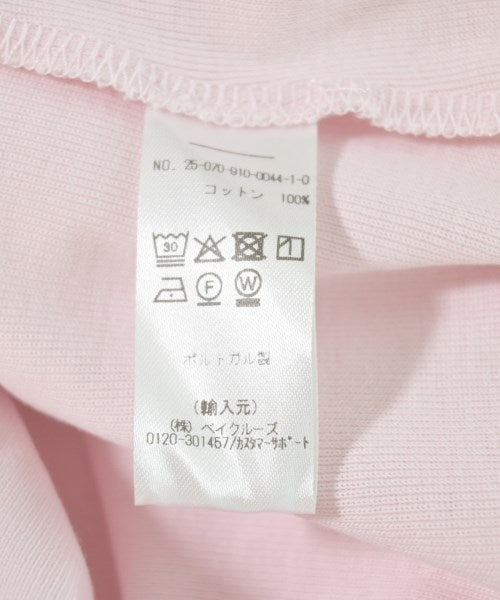 NO. 25-070-910-0044-1-0
コットン 100%
30
F W
ポルトガル製
(輸入元)
(株) ベイクルーズ
0120-301457/ｶｽﾀﾏｰｻﾎﾟｰﾄ